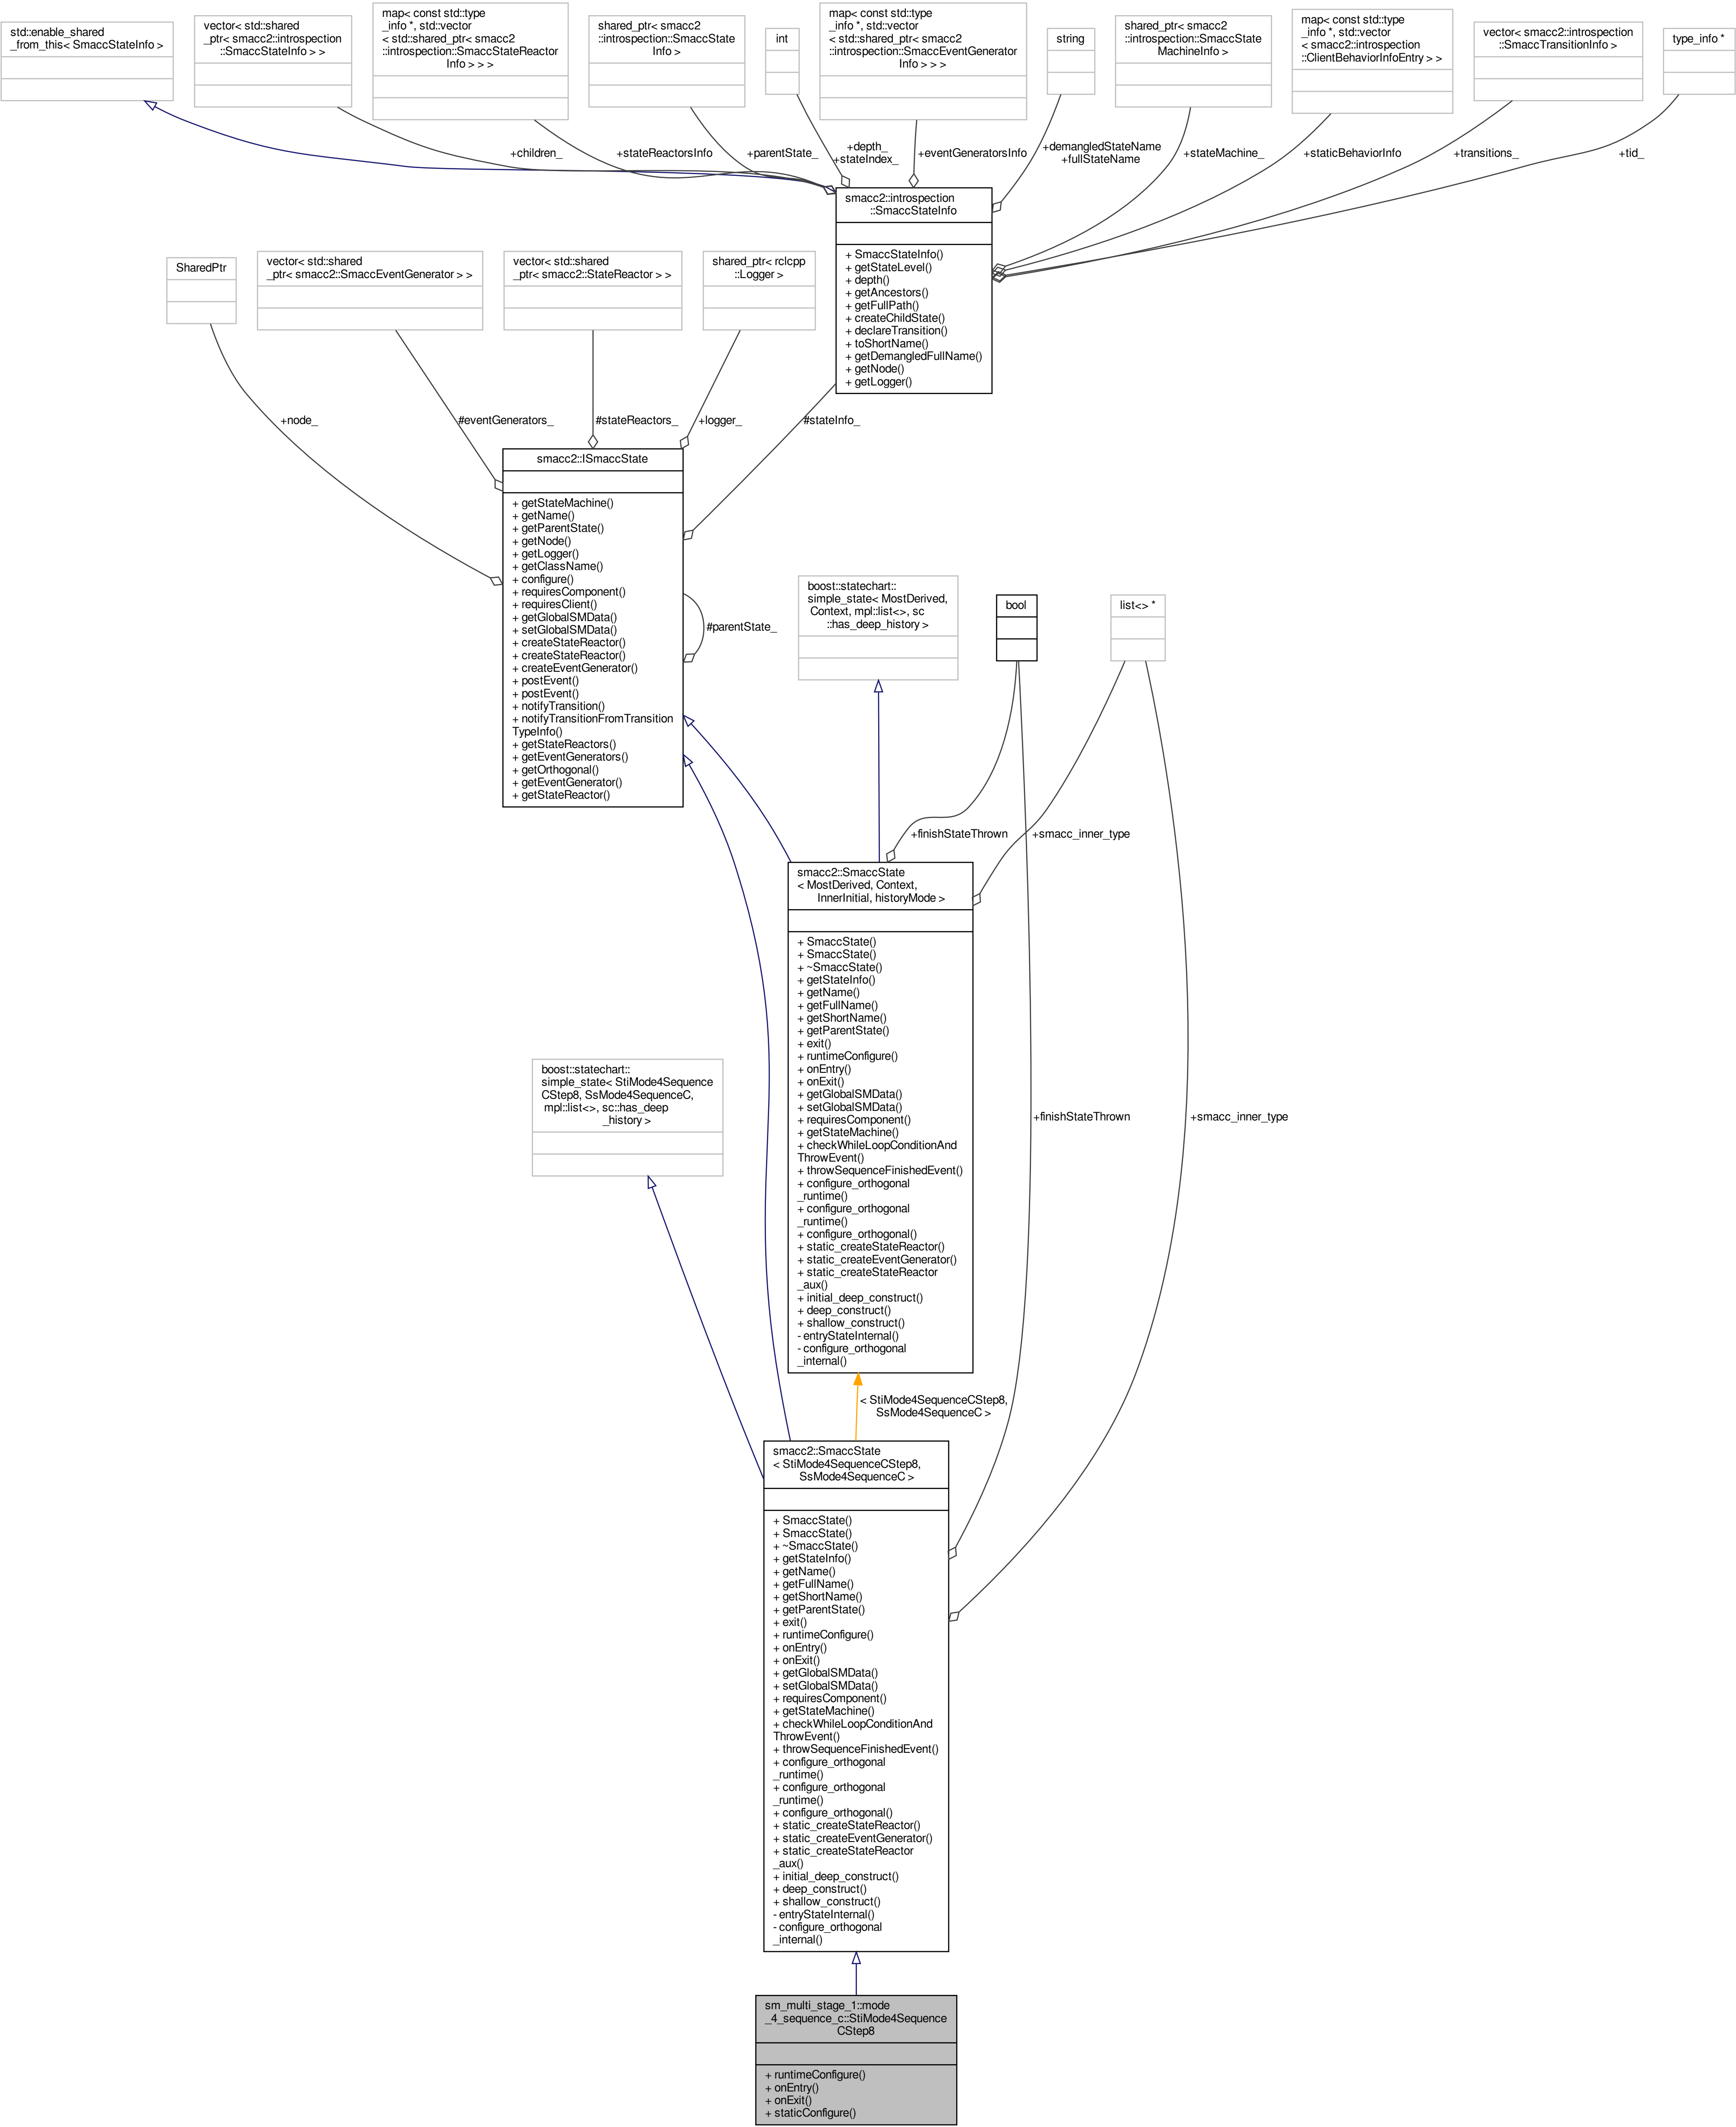 std::enable_shared
_from_this< SmaccStateInfo >
vector< std::shared
_ptr< smacc2::introspection
::SmaccStateInfo > >
map< const std::type
_info *, std::vector
< std::shared_ptr< smacc2
::introspection::SmaccStateReactor
Info > > >
shared_ptr< smacc2
::introspection::SmaccState
Info >
int
map< const std::type
_info *, std::vector
< std::shared_ptr< smacc2
::introspection::SmaccEventGenerator
Info > > >
string
shared_ptr< smacc2
::introspection::SmaccState
MachineInfo >
map< const std::type
_info *, std::vector
< smacc2::introspection
::ClientBehaviorInfoEntry > >
vector< smacc2::introspection
::SmaccTransitionInfo >
type_info *
+children_
+stateReactorsInfo
+parentState_
+depth_
+stateIndex_
+eventGeneratorsInfo
+demangledStateName
+fullStateName
+stateMachine_
+staticBehaviorInfo
+transitions_
+tid_
smacc2::introspection
::SmaccStateInfo
+ SmaccStateInfo()
+ getStateLevel()
+ depth()
+ getAncestors()
+ getFullPath()
+ createChildState()
+ declareTransition()
+ toShortName()
+ getDemangledFullName()
+ getNode()
+ getLogger()
SharedPtr
vector< std::shared
_ptr< smacc2::SmaccEventGenerator > >
vector< std::shared
_ptr< smacc2::StateReactor > >
shared_ptr< rclcpp
::Logger >
+node_
#eventGenerators_
#stateReactors_
+logger_
#stateInfo_
smacc2::ISmaccState
+ getStateMachine()
+ getName()
+ getParentState()
+ getNode()
+ getLogger()
+ getClassName()
+ configure()
+ requiresComponent()
+ requiresClient()
+ getGlobalSMData()
+ setGlobalSMData()
+ createStateReactor()
+ createStateReactor()
+ createEventGenerator()
+ postEvent()
+ postEvent()
+ notifyTransition()
+ notifyTransitionFromTransition
TypeInfo()
+ getStateReactors()
+ getEventGenerators()
+ getOrthogonal()
+ getEventGenerator()
+ getStateReactor()
#parentState_
boost::statechart::
simple_state< MostDerived,
Context, mpl::list<>, sc
::has_deep_history >
bool
list<> *
+finishStateThrown
+smacc_inner_type
smacc2::SmaccState
< MostDerived, Context,
InnerInitial, historyMode >
+ SmaccState()
+ SmaccState()
+ ~SmaccState()
+ getStateInfo()
+ getName()
+ getFullName()
+ getShortName()
+ getParentState()
+ exit()
+ runtimeConfigure()
+ onEntry()
+ onExit()
+ getGlobalSMData()
+ setGlobalSMData()
+ requiresComponent()
+ getStateMachine()
+ checkWhileLoopConditionAnd
ThrowEvent()
+ throwSequenceFinishedEvent()
+ configure_orthogonal
_runtime()
+ configure_orthogonal
_runtime()
+ configure_orthogonal()
+ static_createStateReactor()
+ static_createEventGenerator()
+ static_createStateReactor
_aux()
+ initial_deep_construct()
+ deep_construct()
+ shallow_construct()
- entryStateInternal()
- configure_orthogonal
_internal()
boost::statechart::
simple_state< StiMode4Sequence
CStep8, SsMode4SequenceC,
mpl::list<>, sc::has_deep
_history >
+finishStateThrown
+smacc_inner_type
< StiMode4SequenceCStep8,
SsMode4SequenceC >
smacc2::SmaccState
< StiMode4SequenceCStep8,
SsMode4SequenceC >
+ SmaccState()
+ SmaccState()
+ ~SmaccState()
+ getStateInfo()
+ getName()
+ getFullName()
+ getShortName()
+ getParentState()
+ exit()
+ runtimeConfigure()
+ onEntry()
+ onExit()
+ getGlobalSMData()
+ setGlobalSMData()
+ requiresComponent()
+ getStateMachine()
+ checkWhileLoopConditionAnd
ThrowEvent()
+ throwSequenceFinishedEvent()
+ configure_orthogonal
_runtime()
+ configure_orthogonal
_runtime()
+ configure_orthogonal()
+ static_createStateReactor()
+ static_createEventGenerator()
+ static_createStateReactor
_aux()
+ initial_deep_construct()
+ deep_construct()
+ shallow_construct()
- entryStateInternal()
- configure_orthogonal
_internal()
sm_multi_stage_1::mode
_4_sequence_c::StiMode4Sequence
CStep8
+ runtimeConfigure()
+ onEntry()
+ onExit()
+ staticConfigure()